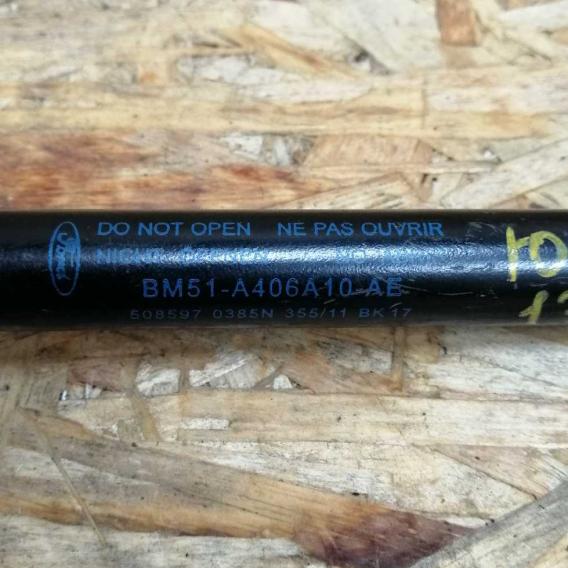 Ford
DO NOT OPEN NE PAS OUVRIR
BM51-A406A10-AE
508597 0385N 355/11 BK 17